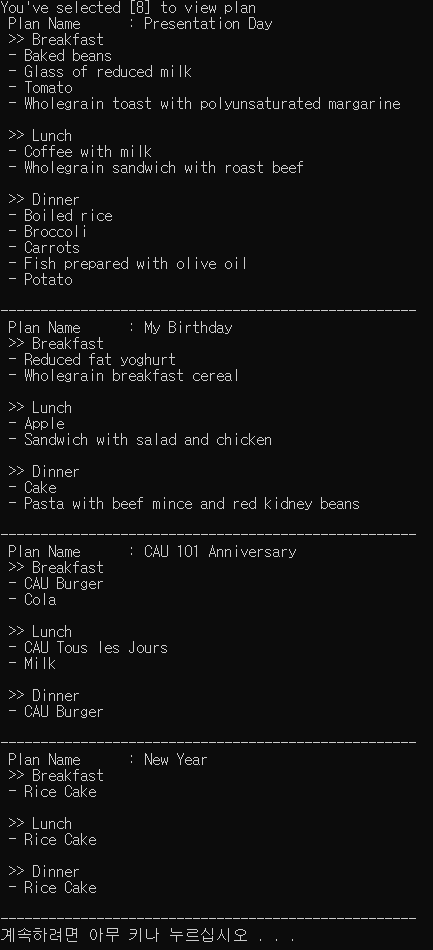 You've selected [8] to view plan
Plan Name : Presentation Day
>> Breakfast
- Baked beans
- Glass of reduced milk
- Tomato
- Wholegrain toast with polyunsaturated margarine
>> Lunch
- Coffee with milk
- Wholegrain sandwich with roast beef
>> Dinner
- Boiled rice
- Broccoli
- Carrots
- Fish prepared with olive oil
- Potato
----------------------------------------------------
Plan Name : My Birthday
>> Breakfast
- Reduced fat yoghurt
- Wholegrain breakfast cereal
>> Lunch
- Apple
- Sandwich with salad and chicken
>> Dinner
- Cake
- Pasta with beef mince and red kidney beans
----------------------------------------------------
Plan Name : CAU 101 Anniversary
>> Breakfast
- CAU Burger
- Cola
>> Lunch
- CAU Tous les Jours
- Milk
>> Dinner
- CAU Burger
----------------------------------------------------
Plan Name : New Year
>> Breakfast
- Rice Cake
>> Lunch
- Rice Cake
>> Dinner
- Rice Cake
----------------------------------------------------
계속하려면 아무 키나 누르십시오 . . .